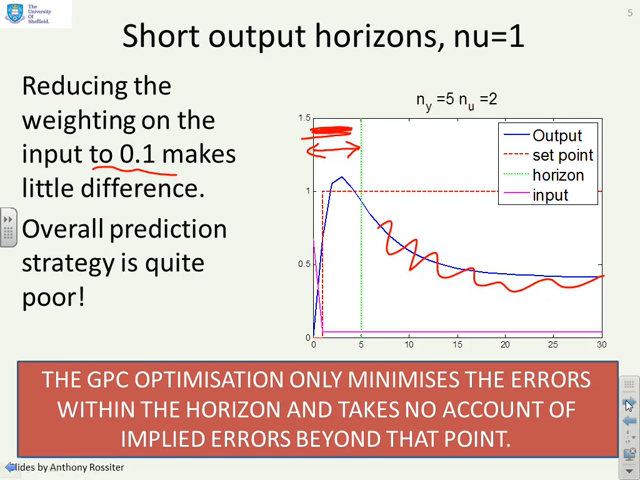 The
University
Of
Sheffield.
5
Short output horizons, nu=1
Reducing the
weighting on the
input to 0.1 makes
little difference.
Overall prediction
strategy is quite
poor!
n_y =5 n_u =2
1.5
1
0.5
0
0 5 10 15 20 25 30
Output
set point
horizon
input
THE GPC OPTIMISATION ONLY MINIMISES THE ERRORS
WITHIN THE HORIZON AND TAKES NO ACCOUNT OF
IMPLIED ERRORS BEYOND THAT POINT.
lides by Anthony Rossiter